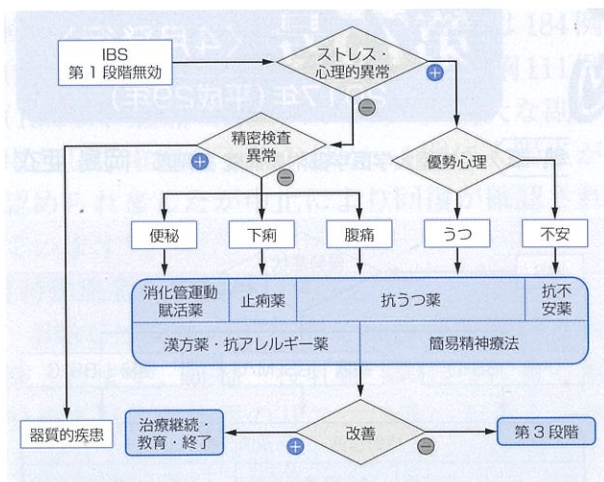 IBS
第1段階無効
ストレス・
心理的異常
＋
－
精密検査
異常
＋
－
優勢心理
便秘
下痢
腹痛
うつ
不安
消化管運動
賦活薬
止痢薬
抗うつ薬
抗不
安薬
漢方薬・抗アレルギー薬
簡易精神療法
器質的疾患
治療継続・
教育・終了
＋
改善
－
第3段階